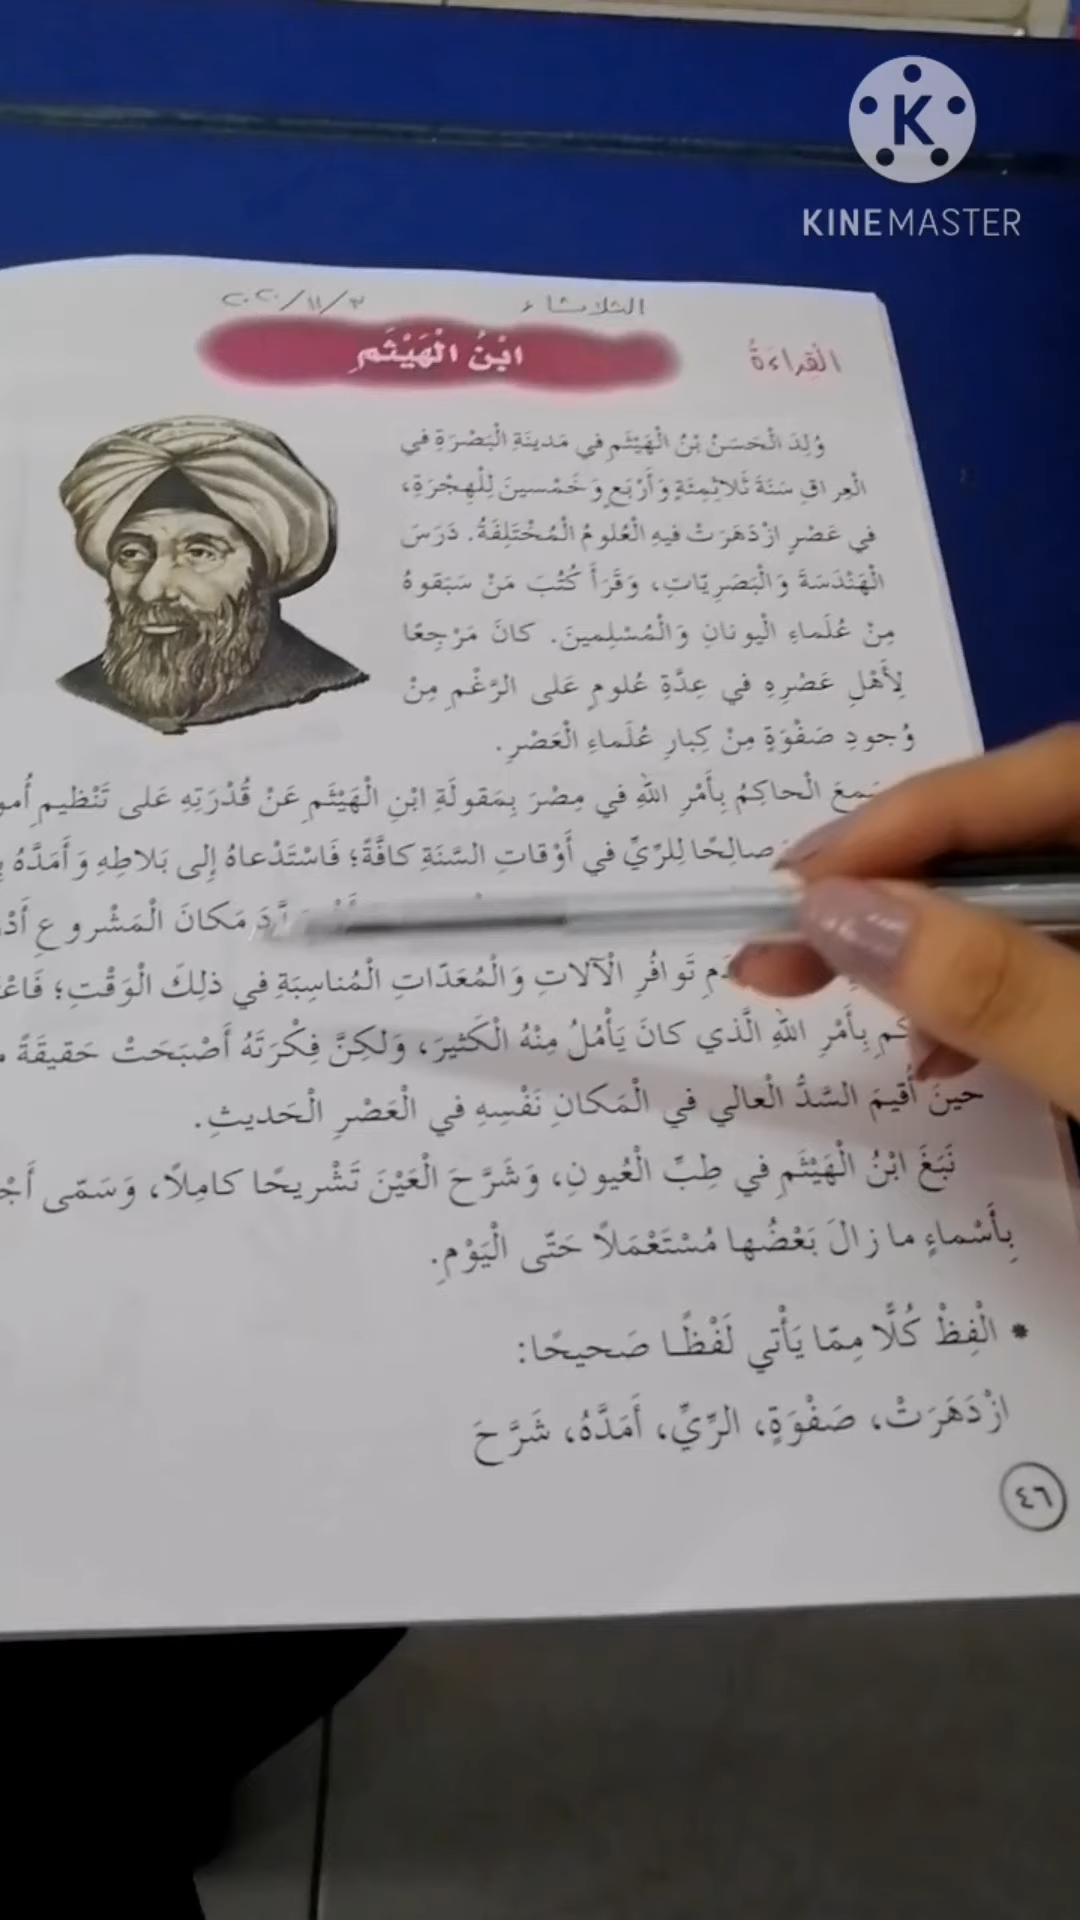 KINEMASTER
الثلاثاء ٢٠٢٠/١١/٣
الْقِراءَةُ
ابْنُ الْهَيْثَمِ
وُلِدَ الْحَسَنُ بْنُ الْهَيْثَمِ في مَدينَةِ الْبَصْرَةِ في
الْعِراقِ سَنَةَ ثَلاثِمِئَةٍ وَأَرْبَعٍ وَخَمْسينَ لِلْهِجْرَةِ،
في عَصْرٍ ازْدَهَرَتْ فيهِ الْعُلومُ الْمُخْتَلِفَةُ. دَرَسَ
الْهَنْدَسَةَ وَالْبَصَرِيّاتِ، وَقَرَأَ كُتُبَ مَنْ سَبَقوهُ
مِنْ عُلَماءِ الْيونانِ وَالْمُسْلِمينَ. كانَ مَرْجِعًا
لِأَهْلِ عَصْرِهِ في عِدَّةِ عُلومٍ عَلى الرَّغْمِ مِنْ
وُجودِ صَفْوَةٍ مِنْ كِبارِ عُلَماءِ الْعَصْرِ.
الْحاكِمُ بِأَمْرِ اللهِ في مِصْرَ بِمَقولَةِ ابْنِ الْهَيْثَمِ عَنْ قُدْرَتِهِ عَلى تَنْظيمِ
صالِحًا لِلرِّيِّ في أَوْقاتِ السَّنَةِ كافَّةً؛ فَاسْتَدْعاهُ إِلى بَلاطِهِ وَأَمَدَّهُ
مَكانَ الْمَشْروعِ
تَوافُرِ الْآلاتِ وَالْمُعَدّاتِ الْمُناسِبَةِ في ذلِكَ الْوَقْتِ؛
بِأَمْرِ اللهِ الَّذي كانَ يَأْمُلُ مِنْهُ الْكَثيرَ، وَلكِنَّ فِكْرَتَهُ أَصْبَحَتْ حَقيقَةً
حينَ أُقيمَ السَّدُّ الْعالي في الْمَكانِ نَفْسِهِ في الْعَصْرِ الْحَديثِ.
نَبَغَ ابْنُ الْهَيْثَمِ في طِبِّ الْعُيونِ، وَشَرَّحَ الْعَيْنَ تَشْريحًا كامِلًا، وَسَمّى
بِأَسْماءٍ ما زالَ بَعْضُها مُسْتَعْمَلًا حَتّى الْيَوْمِ.
* الْفِظْ كُلًّا مِمّا يَأْتي لَفْظًا صَحيحًا:
ازْدَهَرَتْ، صَفْوَةٍ، الرِّيِّ، أَمَدَّهُ، شَرَّحَ
٤٦